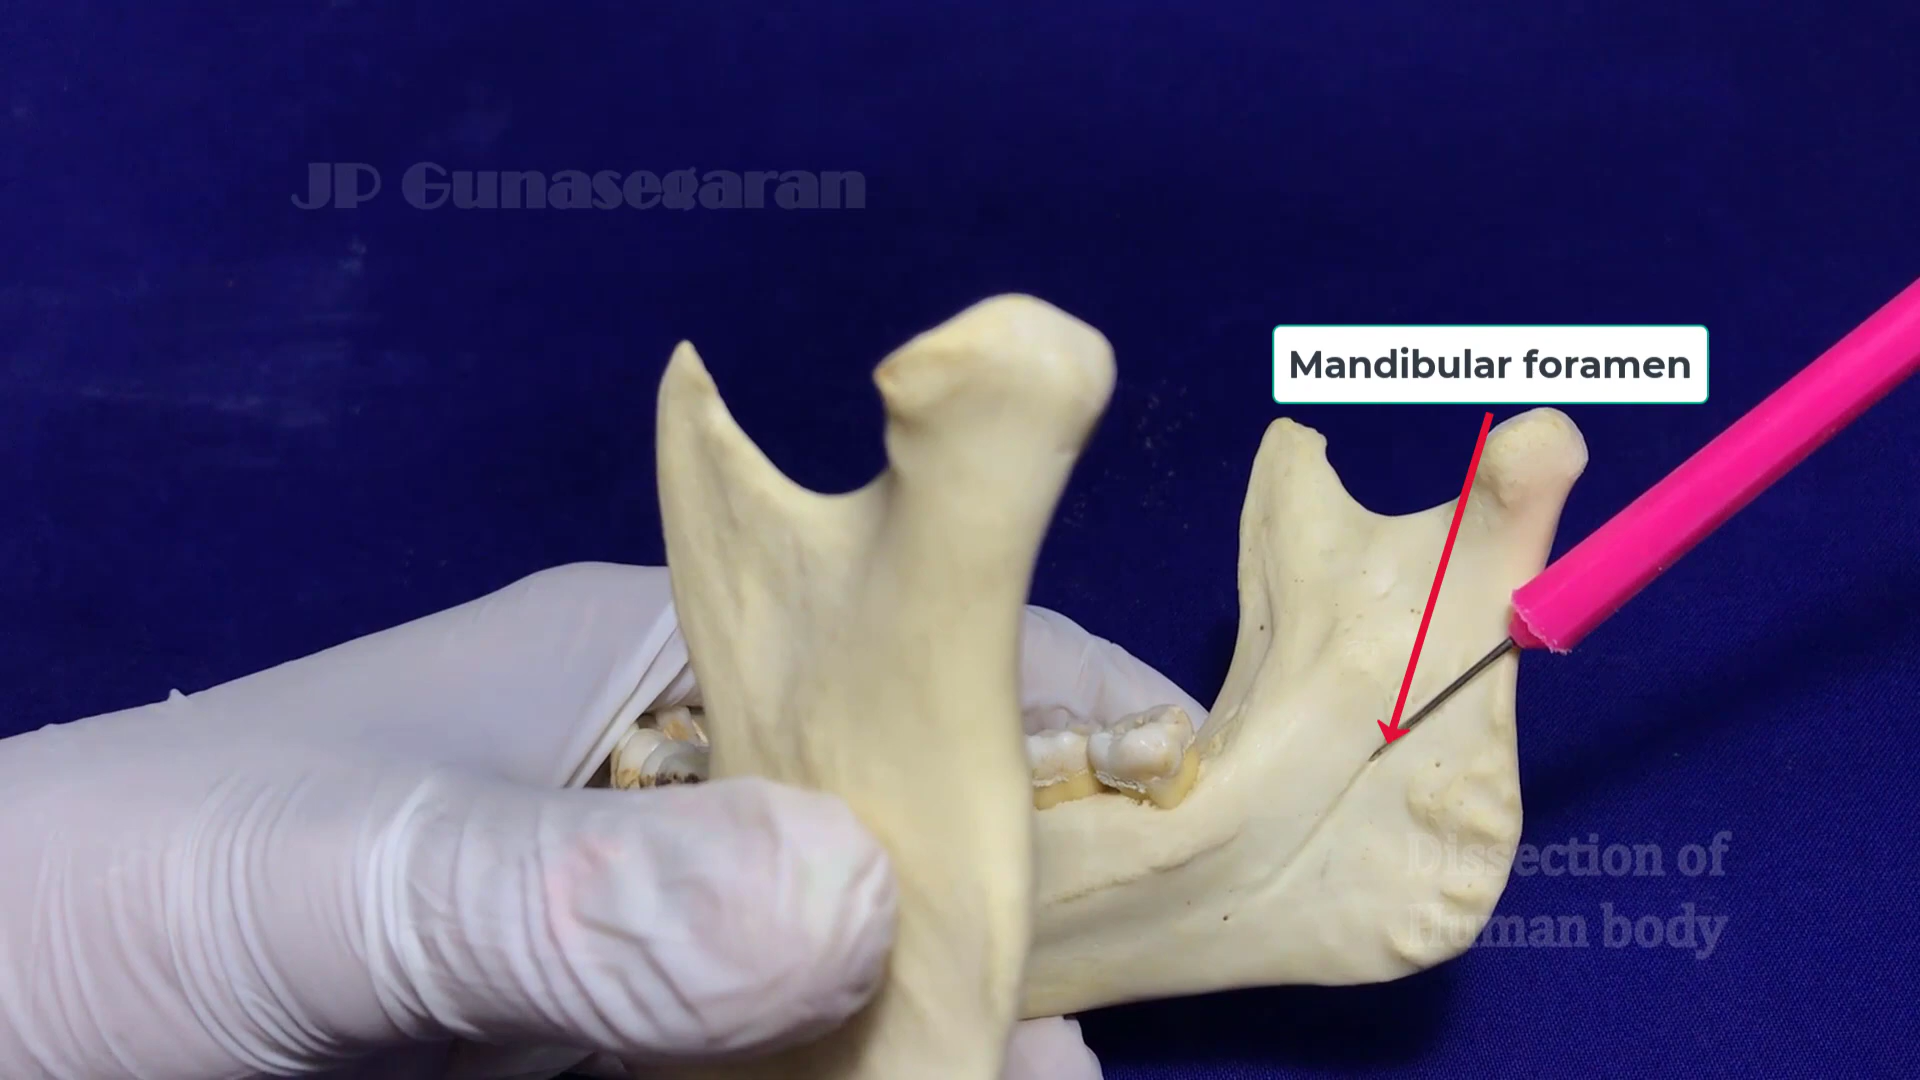 JP Gunasegaran
Mandibular foramen
Dissection of
Human body